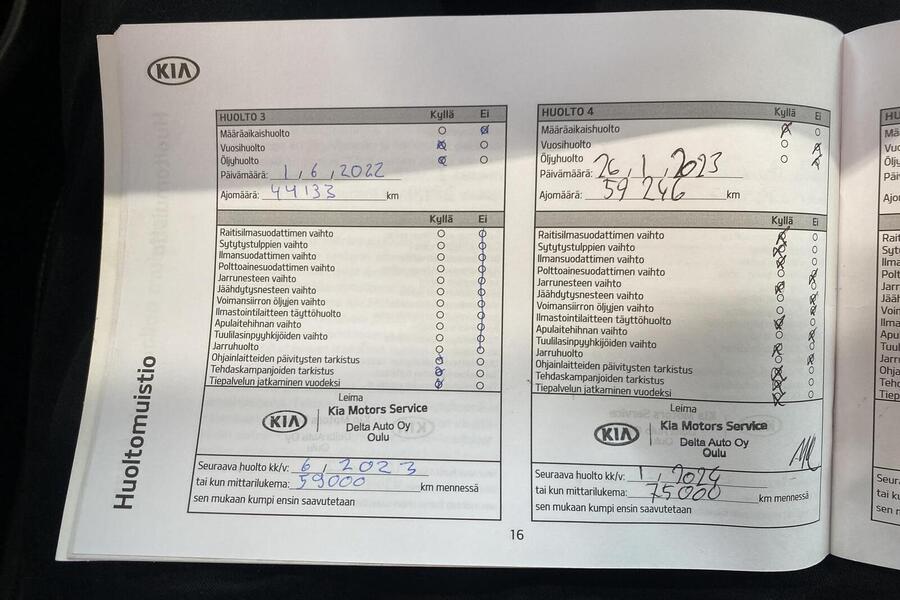 KIA
Huoltomuistio
HUOLTO 3 Kyllä Ei
Määräaikaishuolto
Vuosihuolto
Öljyhuolto
Päivämäärä: 1, 6, 2022
Ajomäärä: 44133 km
Kyllä Ei
Raitisilmasuodattimen vaihto
Sytytystulppien vaihto
Ilmansuodattimen vaihto
Polttoainesuodattimen vaihto
Jarrunesteen vaihto
Jäähdytysnesteen vaihto
Voimansiirron öljyjen vaihto
Ilmastointilaitteen täyttöhuolto
Apulaitehihnan vaihto
Tuulilasinpyyhkijöiden vaihto
Jarruhuolto
Ohjainlaitteiden päivitysten tarkistus
Tehdaskampanjoiden tarkistus
Tiepalvelun jatkaminen vuodeksi
Leima
KIA Kia Motors Service
Delta Auto Oy
Oulu
Seuraava huolto kk/v: 6, 2023
tai kun mittarilukema: 59000 km mennessä
sen mukaan kumpi ensin saavutetaan
HUOLTO 4 Kyllä Ei
Määräaikaishuolto
Vuosihuolto
Öljyhuolto
Päivämäärä: 26, 1, 2023
Ajomäärä: 59 246 km
Kyllä Ei
Raitisilmasuodattimen vaihto
Sytytystulppien vaihto
Ilmansuodattimen vaihto
Polttoainesuodattimen vaihto
Jarrunesteen vaihto
Jäähdytysnesteen vaihto
Voimansiirron öljyjen vaihto
Ilmastointilaitteen täyttöhuolto
Apulaitehihnan vaihto
Tuulilasinpyyhkijöiden vaihto
Jarruhuolto
Ohjainlaitteiden päivitysten tarkistus
Tehdaskampanjoiden tarkistus
Tiepalvelun jatkaminen vuodeksi
Leima
KIA Kia Motors Service
Delta Auto Oy
Oulu
Seuraava huolto kk/v: 1, 2024
tai kun mittarilukema: 75000 km mennessä
sen mukaan kumpi ensin saavutetaan
16